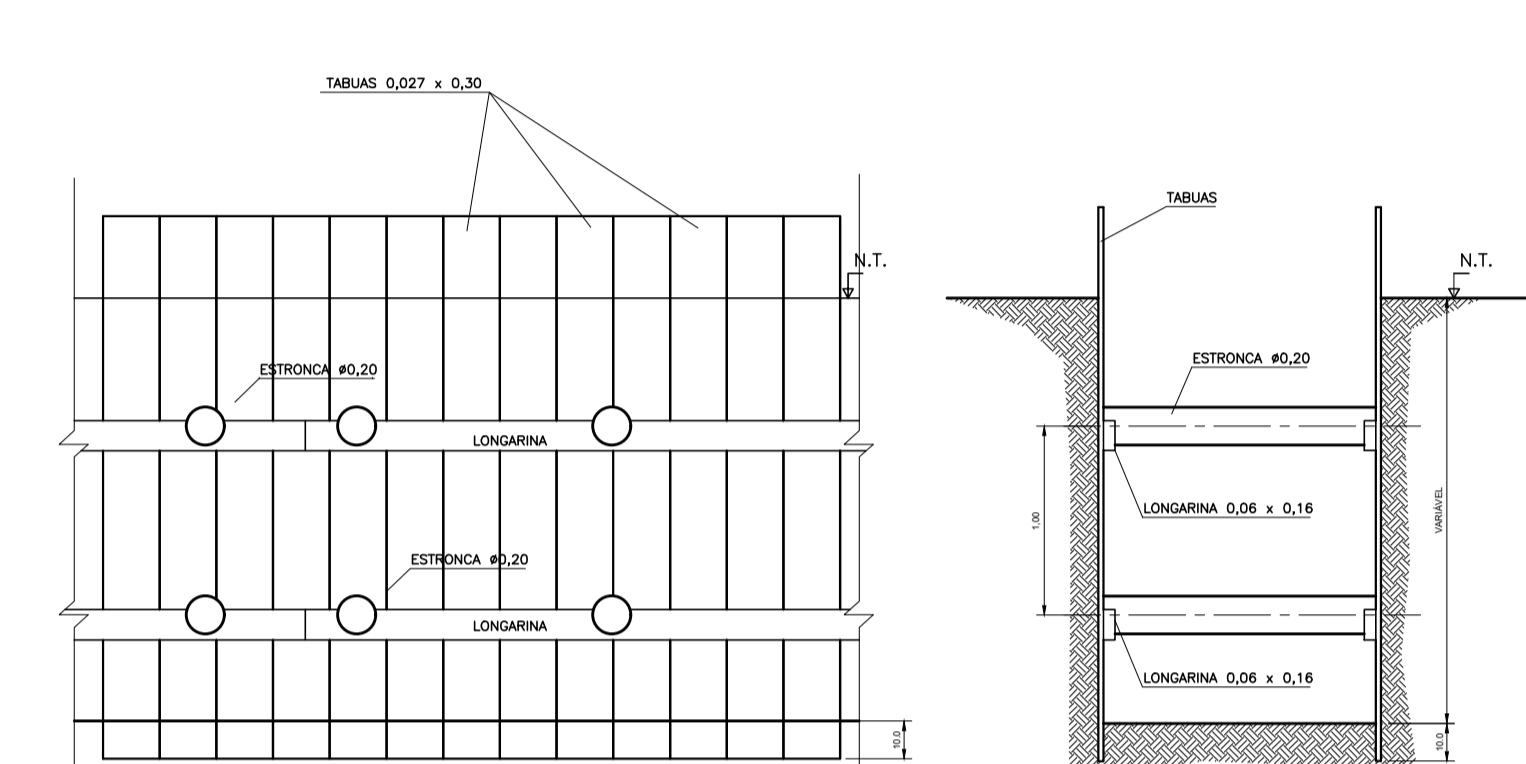 TABUAS 0,027 x 0,30
N.T.
ESTRONCA ø0,20
LONGARINA
ESTRONCA ø0,20
LONGARINA
10.0
TABUAS
N.T.
ESTRONCA ø0,20
LONGARINA 0,06 x 0,16
1.00
VARIÁVEL
LONGARINA 0,06 x 0,16
10.0